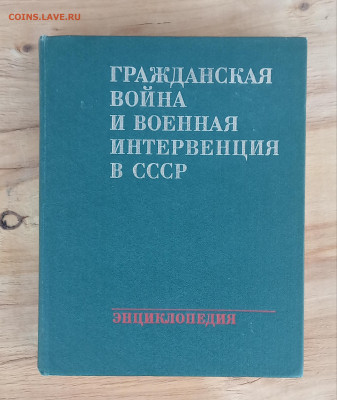 COINS.LAVE.RU
ГРАЖДАНСКАЯ
ВОЙНА
И ВОЕННАЯ
ИНТЕРВЕНЦИЯ
В СССР
ЭНЦИКЛОПЕДИЯ